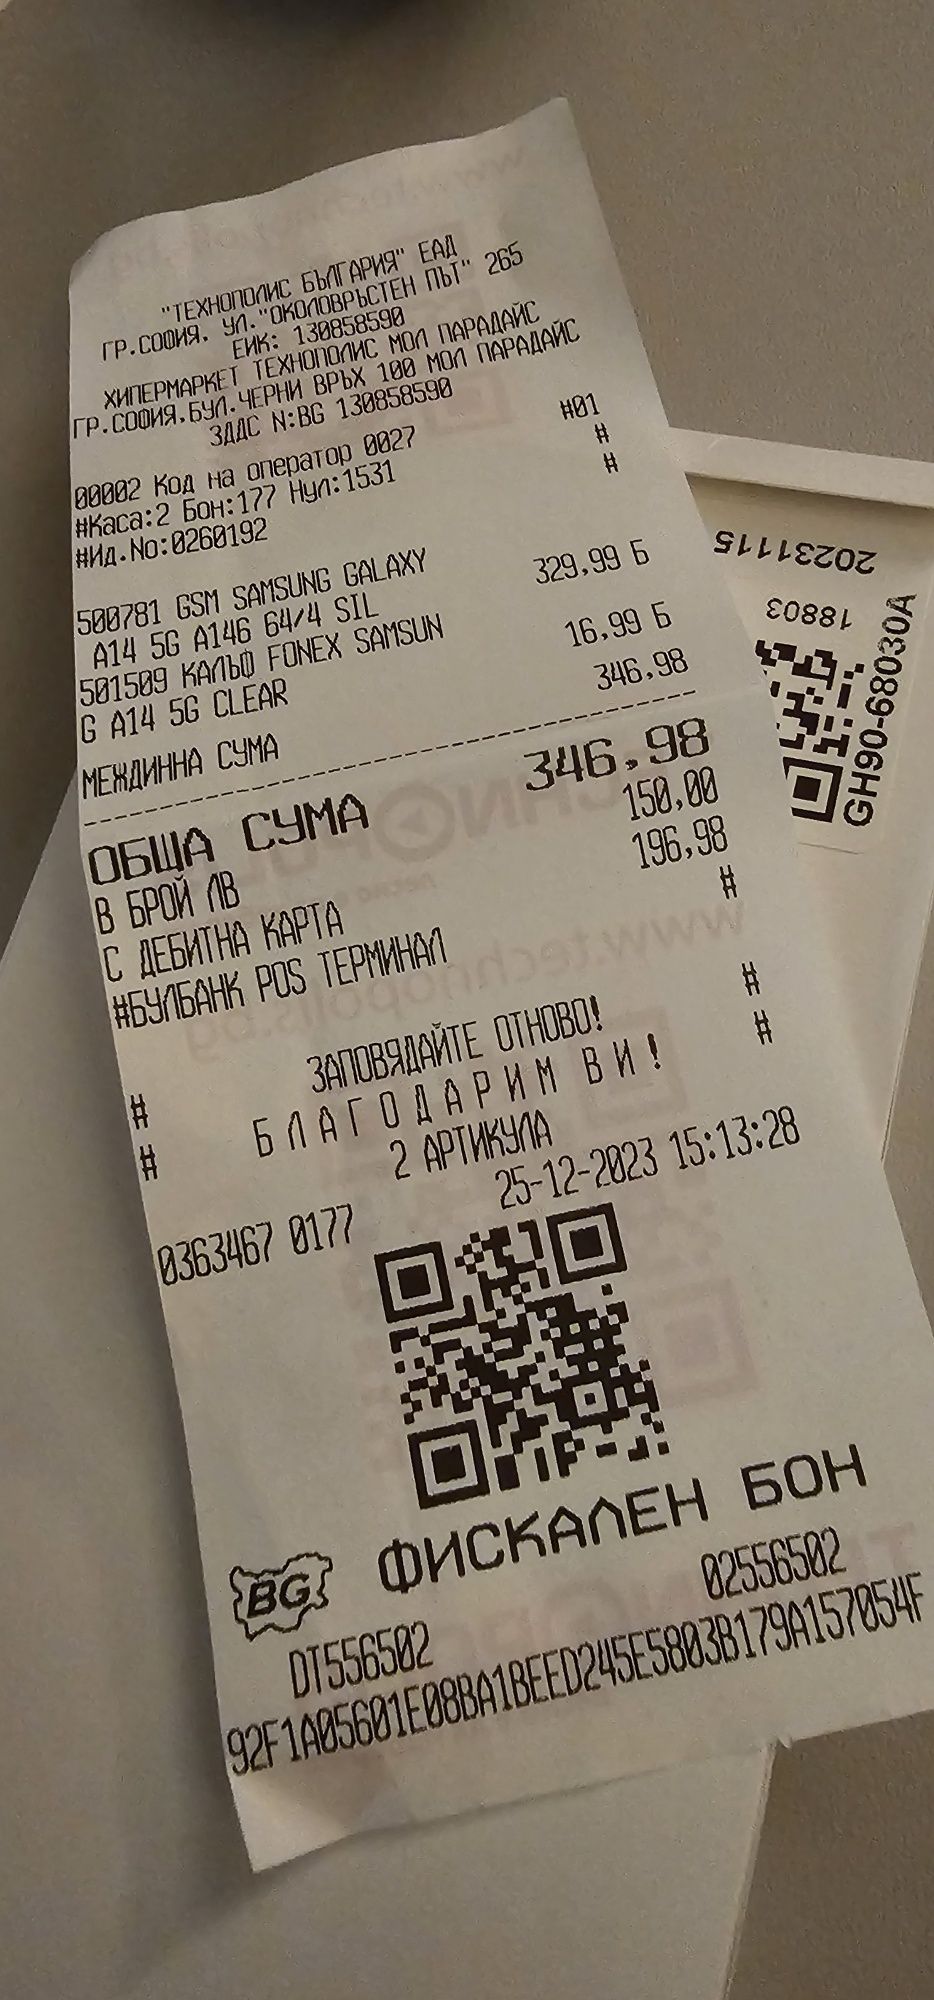 "ТЕХНОПОЛИС БЪЛГАРИЯ" ЕАД
ГР.СОФИЯ. УЛ."ОКОЛОВРЪСТЕН ПЪТ" 265
ЕИК: 130858590
ХИПЕРМАРКЕТ ТЕХНОПОЛИС МОЛ ПАРАДАЙС
ГР.СОФИЯ.БУЛ.ЧЕРНИ ВРЪХ 100 МОЛ ПАРАДАЙС
ЗДДС N:BG 130858590
00002 Код на оператор 0027 #01
#Каса:2 Бон:177 Нул:1531 #
#Ид.No:0260192 #
500781 GSM SAMSUNG GALAXY
A14 5G A146 64/4 SIL 329,99 Б
501509 КАЛЪФ FONEX SAMSUN
G A14 5G CLEAR 16,99 Б
МЕЖДИННА СУМА 346,98
ОБЩА СУМА 346,98
В БРОЙ ЛВ 150,00
С ДЕБИТНА КАРТА 196,98
#БУЛБАНК POS ТЕРМИНАЛ #
# ЗАПОВЯДАЙТЕ ОТНОВО! #
# БЛАГОДАРИМ ВИ! #
2 АРТИКУЛА
0363467 0177 25-12-2023 15:13:28
BG ФИСКАЛЕН БОН
DT556502 02556502
92F1A05601E08BA1BEED245E5803B179A157054F
20231115
18803
GH90-68030A